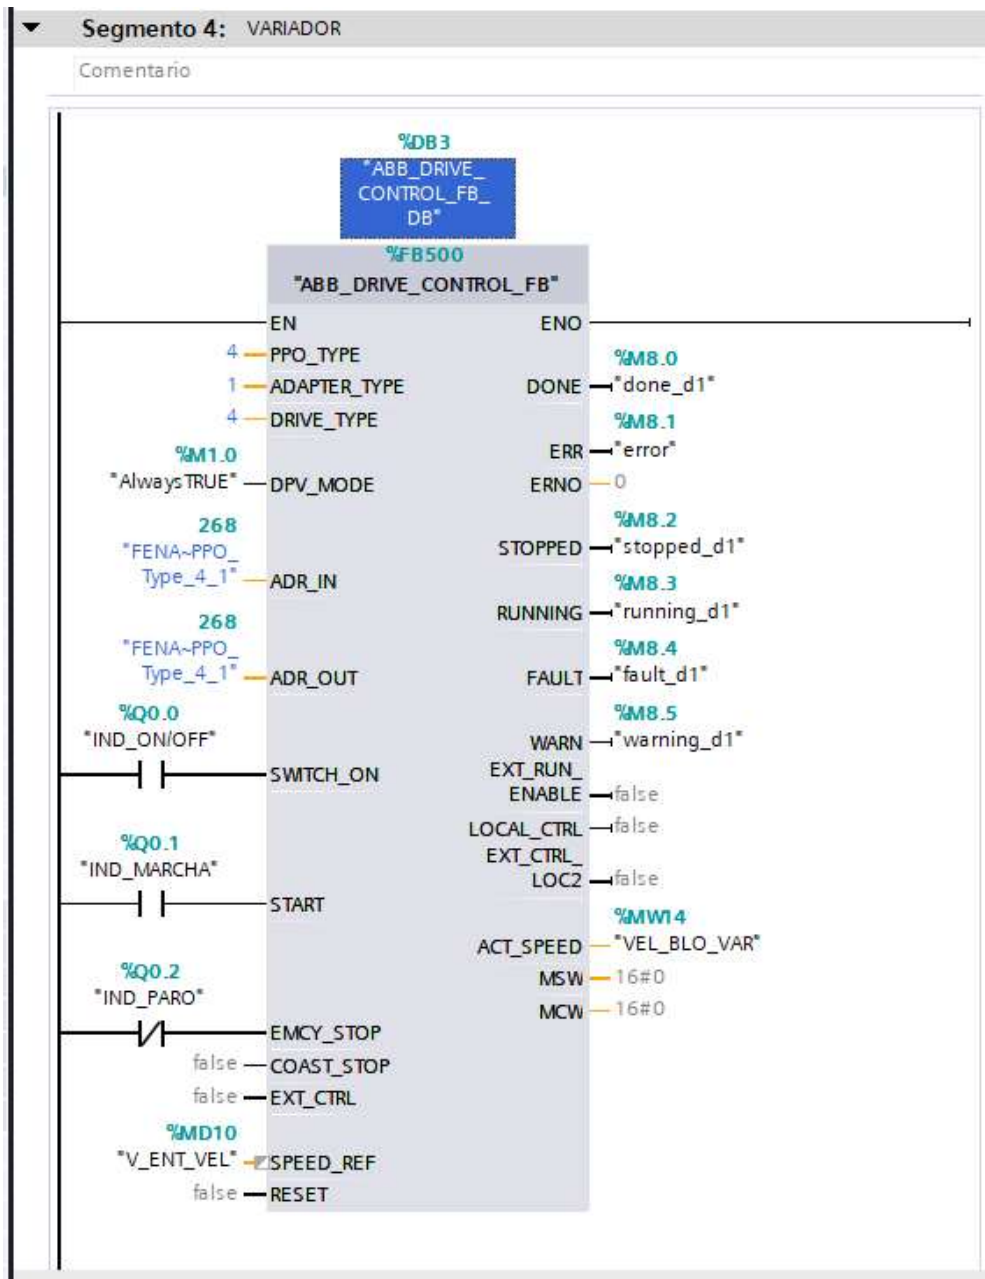 Segmento 4: VARIADOR
Comentario
%DB3
"ABB_DRIVE_
CONTROL_FB_
DB"
%FB500
"ABB_DRIVE_CONTROL_FB"
EN
ENO
4
PPO_TYPE
%M8.0
1
ADAPTER_TYPE
DONE
"done_d1"
4
DRIVE_TYPE
%M8.1
%M1.0
ERR
"error"
"AlwaysTRUE"
DPV_MODE
ERNO
0
268
%M8.2
"FENA~PPO_
STOPPED
"stopped_d1"
Type_4_1"
ADR_IN
%M8.3
268
RUNNING
"running_d1"
"FENA~PPO_
%M8.4
Type_4_1"
ADR_OUT
FAULT
"fault_d1"
%Q0.0
%M8.5
"IND_ON/OFF"
WARN
"warning_d1"
SWITCH_ON
EXT_RUN_
ENABLE
false
LOCAL_CTRL
false
%Q0.1
EXT_CTRL_
"IND_MARCHA"
LOC2
false
START
%MW14
ACT_SPEED
"VEL_BLO_VAR"
%Q0.2
MSW
16#0
"IND_PARO"
MCW
16#0
EMCY_STOP
false
COAST_STOP
false
EXT_CTRL
%MD10
"V_ENT_VEL"
SPEED_REF
false
RESET